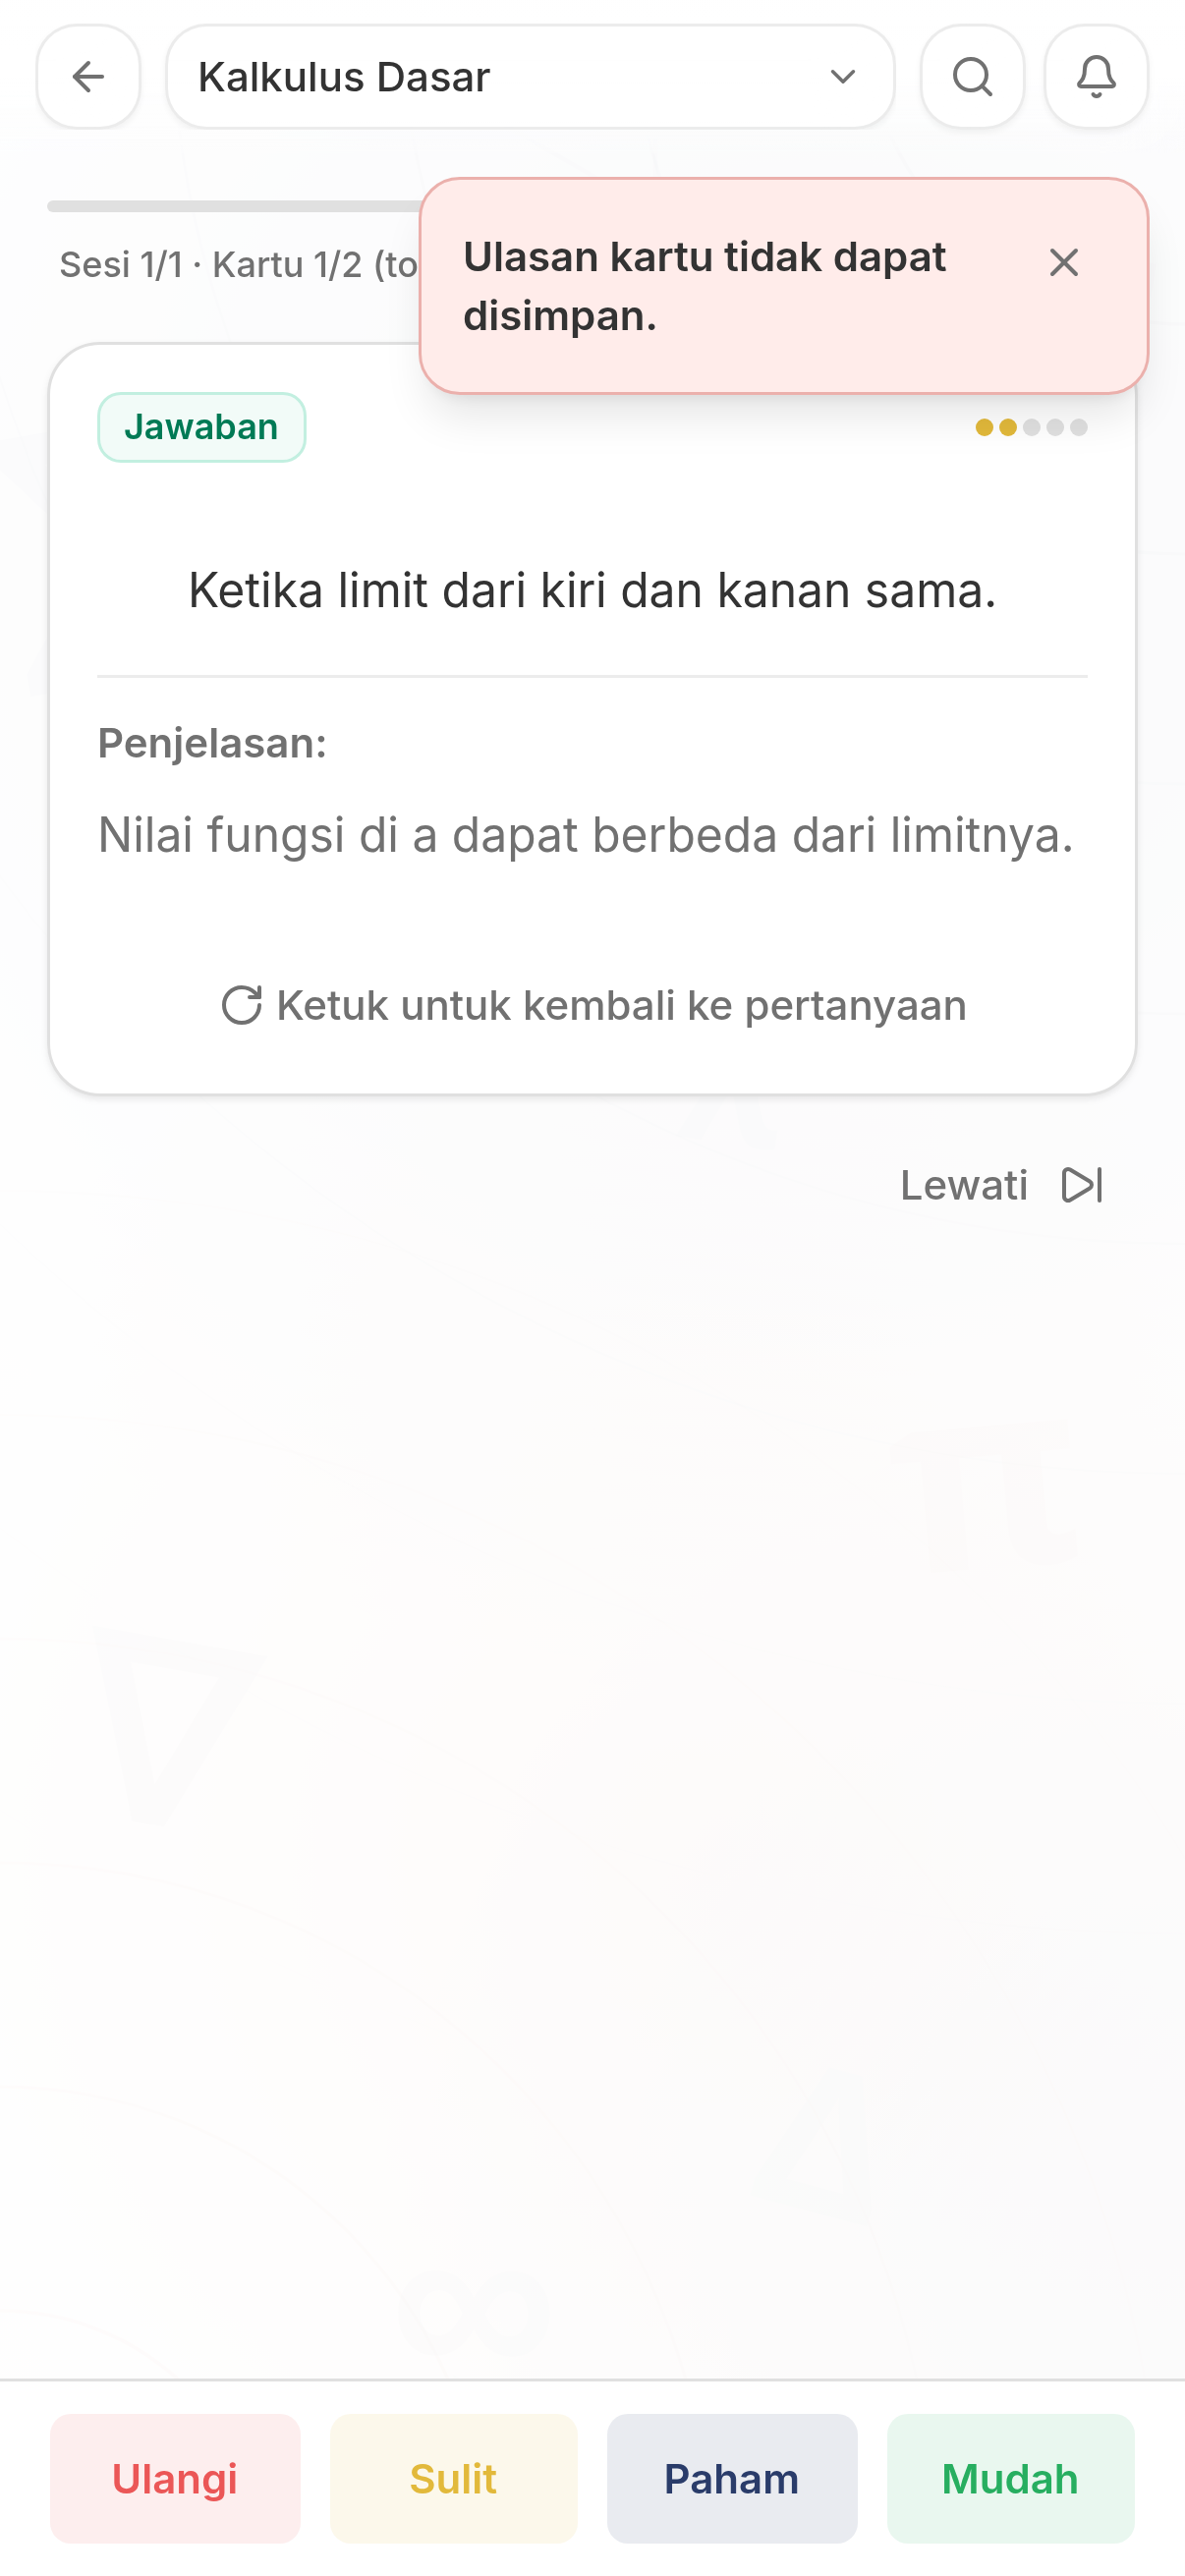 Kalkulus Dasar
Ulasan kartu tidak dapat
disimpan.
Sesi 1/1 · Kartu 1/2 (to
Jawaban
Ketika limit dari kiri dan kanan sama.
Penjelasan:
Nilai fungsi di a dapat berbeda dari limitnya.
Ketuk untuk kembali ke pertanyaan
Lewati
π
∇
∞
Ulangi
Sulit
Paham
Mudah